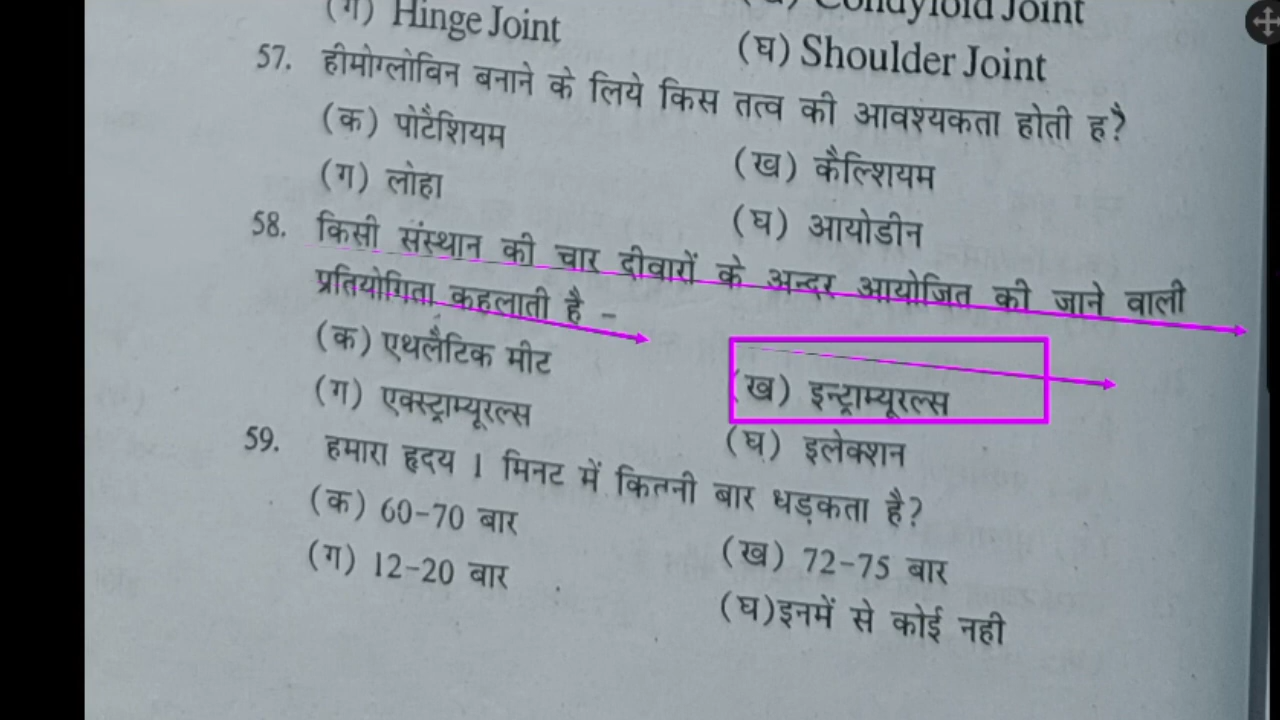 (ग) Hinge Joint
Condyloid Joint
(घ) Shoulder Joint
57. हीमोग्लोविन बनाने के लिये किस तत्व की आवश्यकता होती ह?
(क) पोटैशियम
(ख) कैल्शियम
(ग) लोहा
(घ) आयोडीन
58. किसी संस्थान की चार दीवारों के अन्दर आयोजित की जाने वाली
प्रतियोगिता कहलाती है –
(क) एथलैटिक मीट
(ख) इन्ट्राम्यूरल्स
(ग) एक्स्ट्राम्यूरल्स
(घ) इलेक्शन
59. हमारा हृदय 1 मिनट में कितनी बार धड़कता है?
(क) 60-70 बार
(ख) 72-75 बार
(ग) 12-20 बार
(घ)इनमें से कोई नही